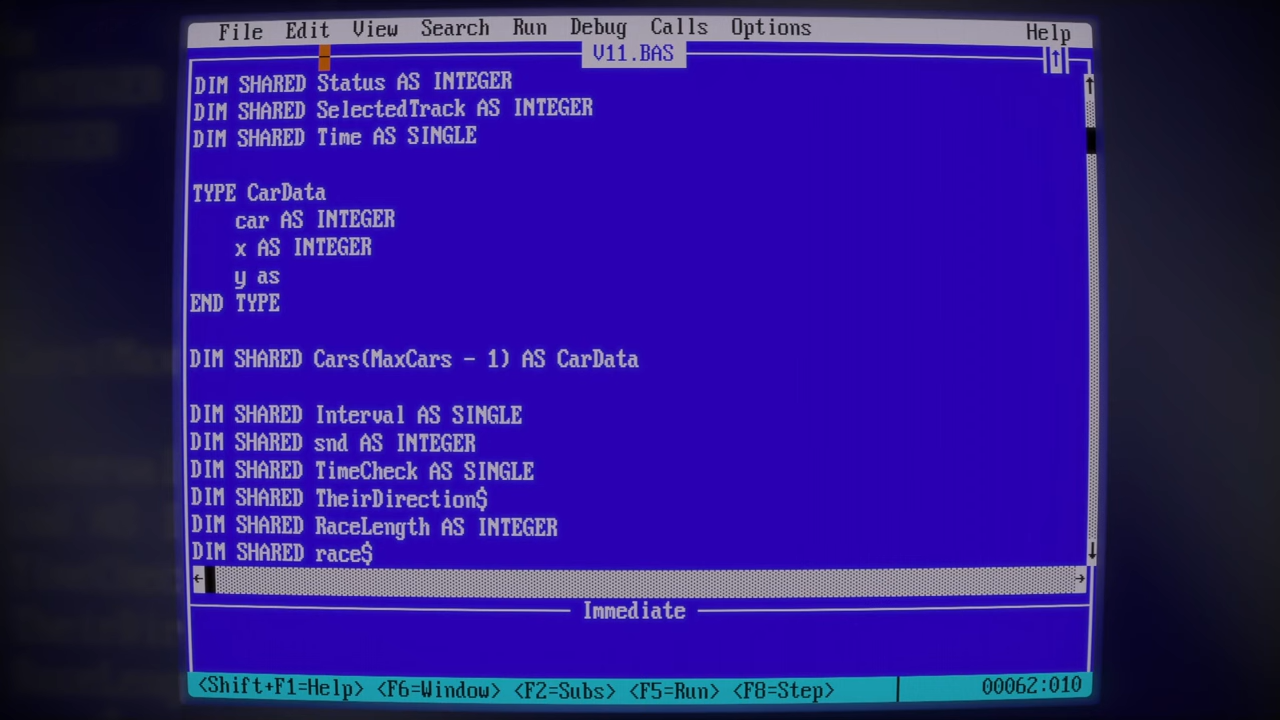 File Edit View Search Run Debug Calls Options Help
V11.BAS
DIM SHARED Status AS INTEGER
DIM SHARED SelectedTrack AS INTEGER
DIM SHARED Time AS SINGLE
TYPE CarData
car AS INTEGER
x AS INTEGER
y as
END TYPE
DIM SHARED Cars(MaxCars - 1) AS CarData
DIM SHARED Interval AS SINGLE
DIM SHARED snd AS INTEGER
DIM SHARED TimeCheck AS SINGLE
DIM SHARED TheirDirection$
DIM SHARED RaceLength AS INTEGER
DIM SHARED race$
Immediate
<Shift+F1=Help> <F6=Window> <F2=Subs> <F5=Run> <F8=Step> 00062:010